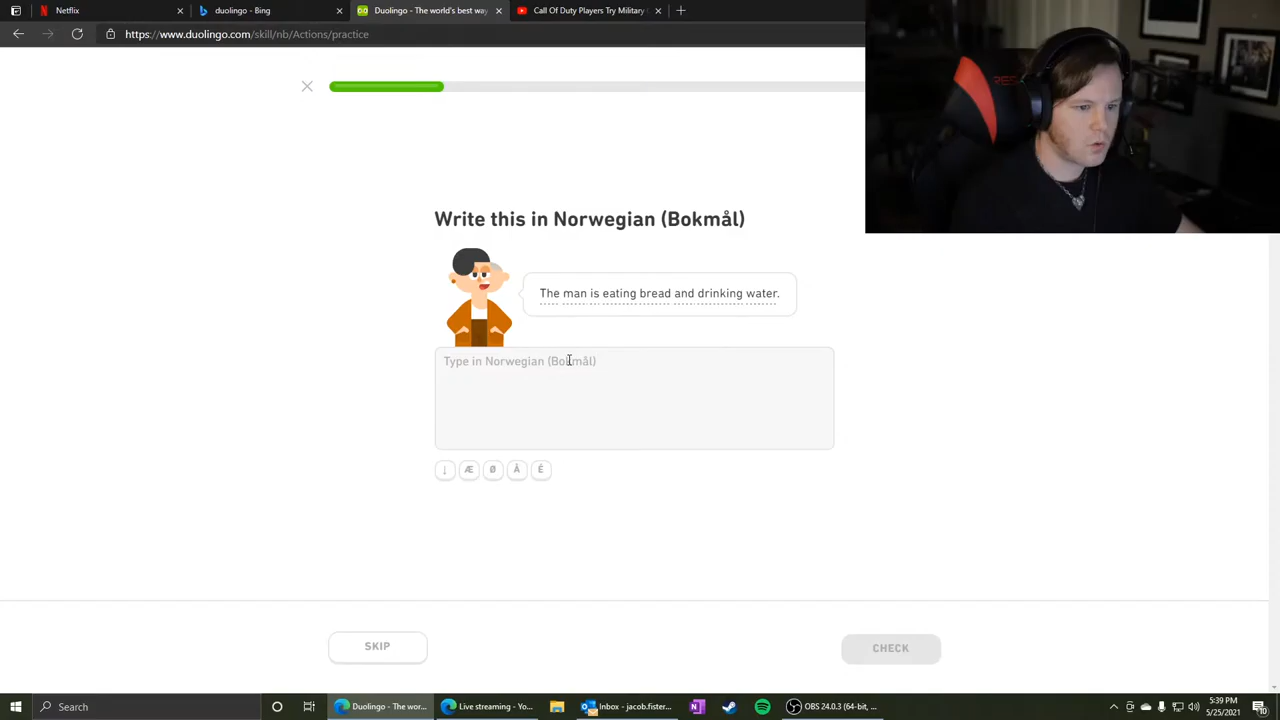 Netflix
duolingo - Bing
Duolingo - The world's best way
Call Of Duty Players Try Military
https://www.duolingo.com/skill/nb/Actions/practice
Write this in Norwegian (Bokmål)
The man is eating bread and drinking water.
Type in Norwegian (Bokmål)
↓ Æ Ø Å É
SKIP
CHECK
Search
Duolingo - The wor...
Live streaming - Yo...
Inbox - jacob.fister...
OBS 24.0.3 (64-bit, ...
5:39 PM
5/25/2021